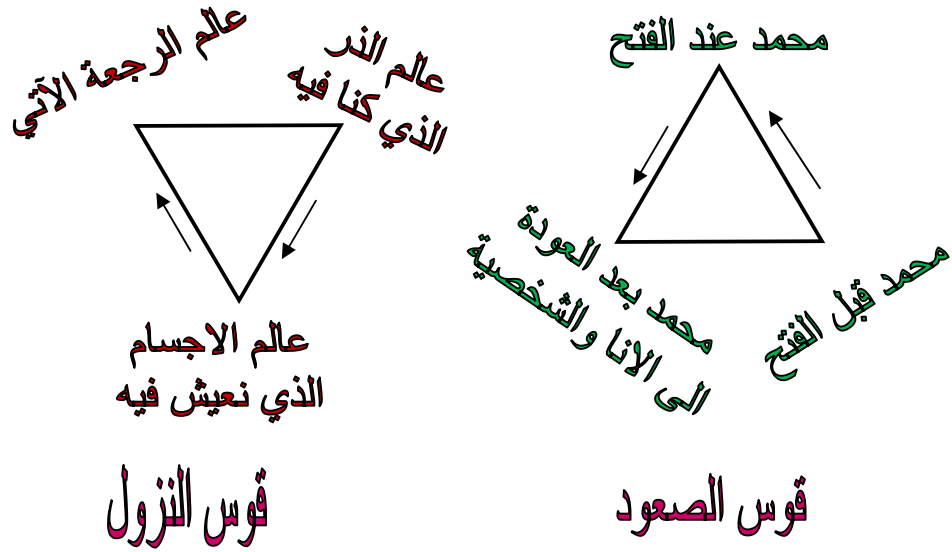 محمد عند الفتح
محمد قبل الفتح
محمد بعد العودة
الى الانا والشخصية
قوس الصعود
عالم الذر
الذي كنا فيه
عالم الرجعة الآتي
عالم الاجسام
الذي نعيش فيه
قوس النزول